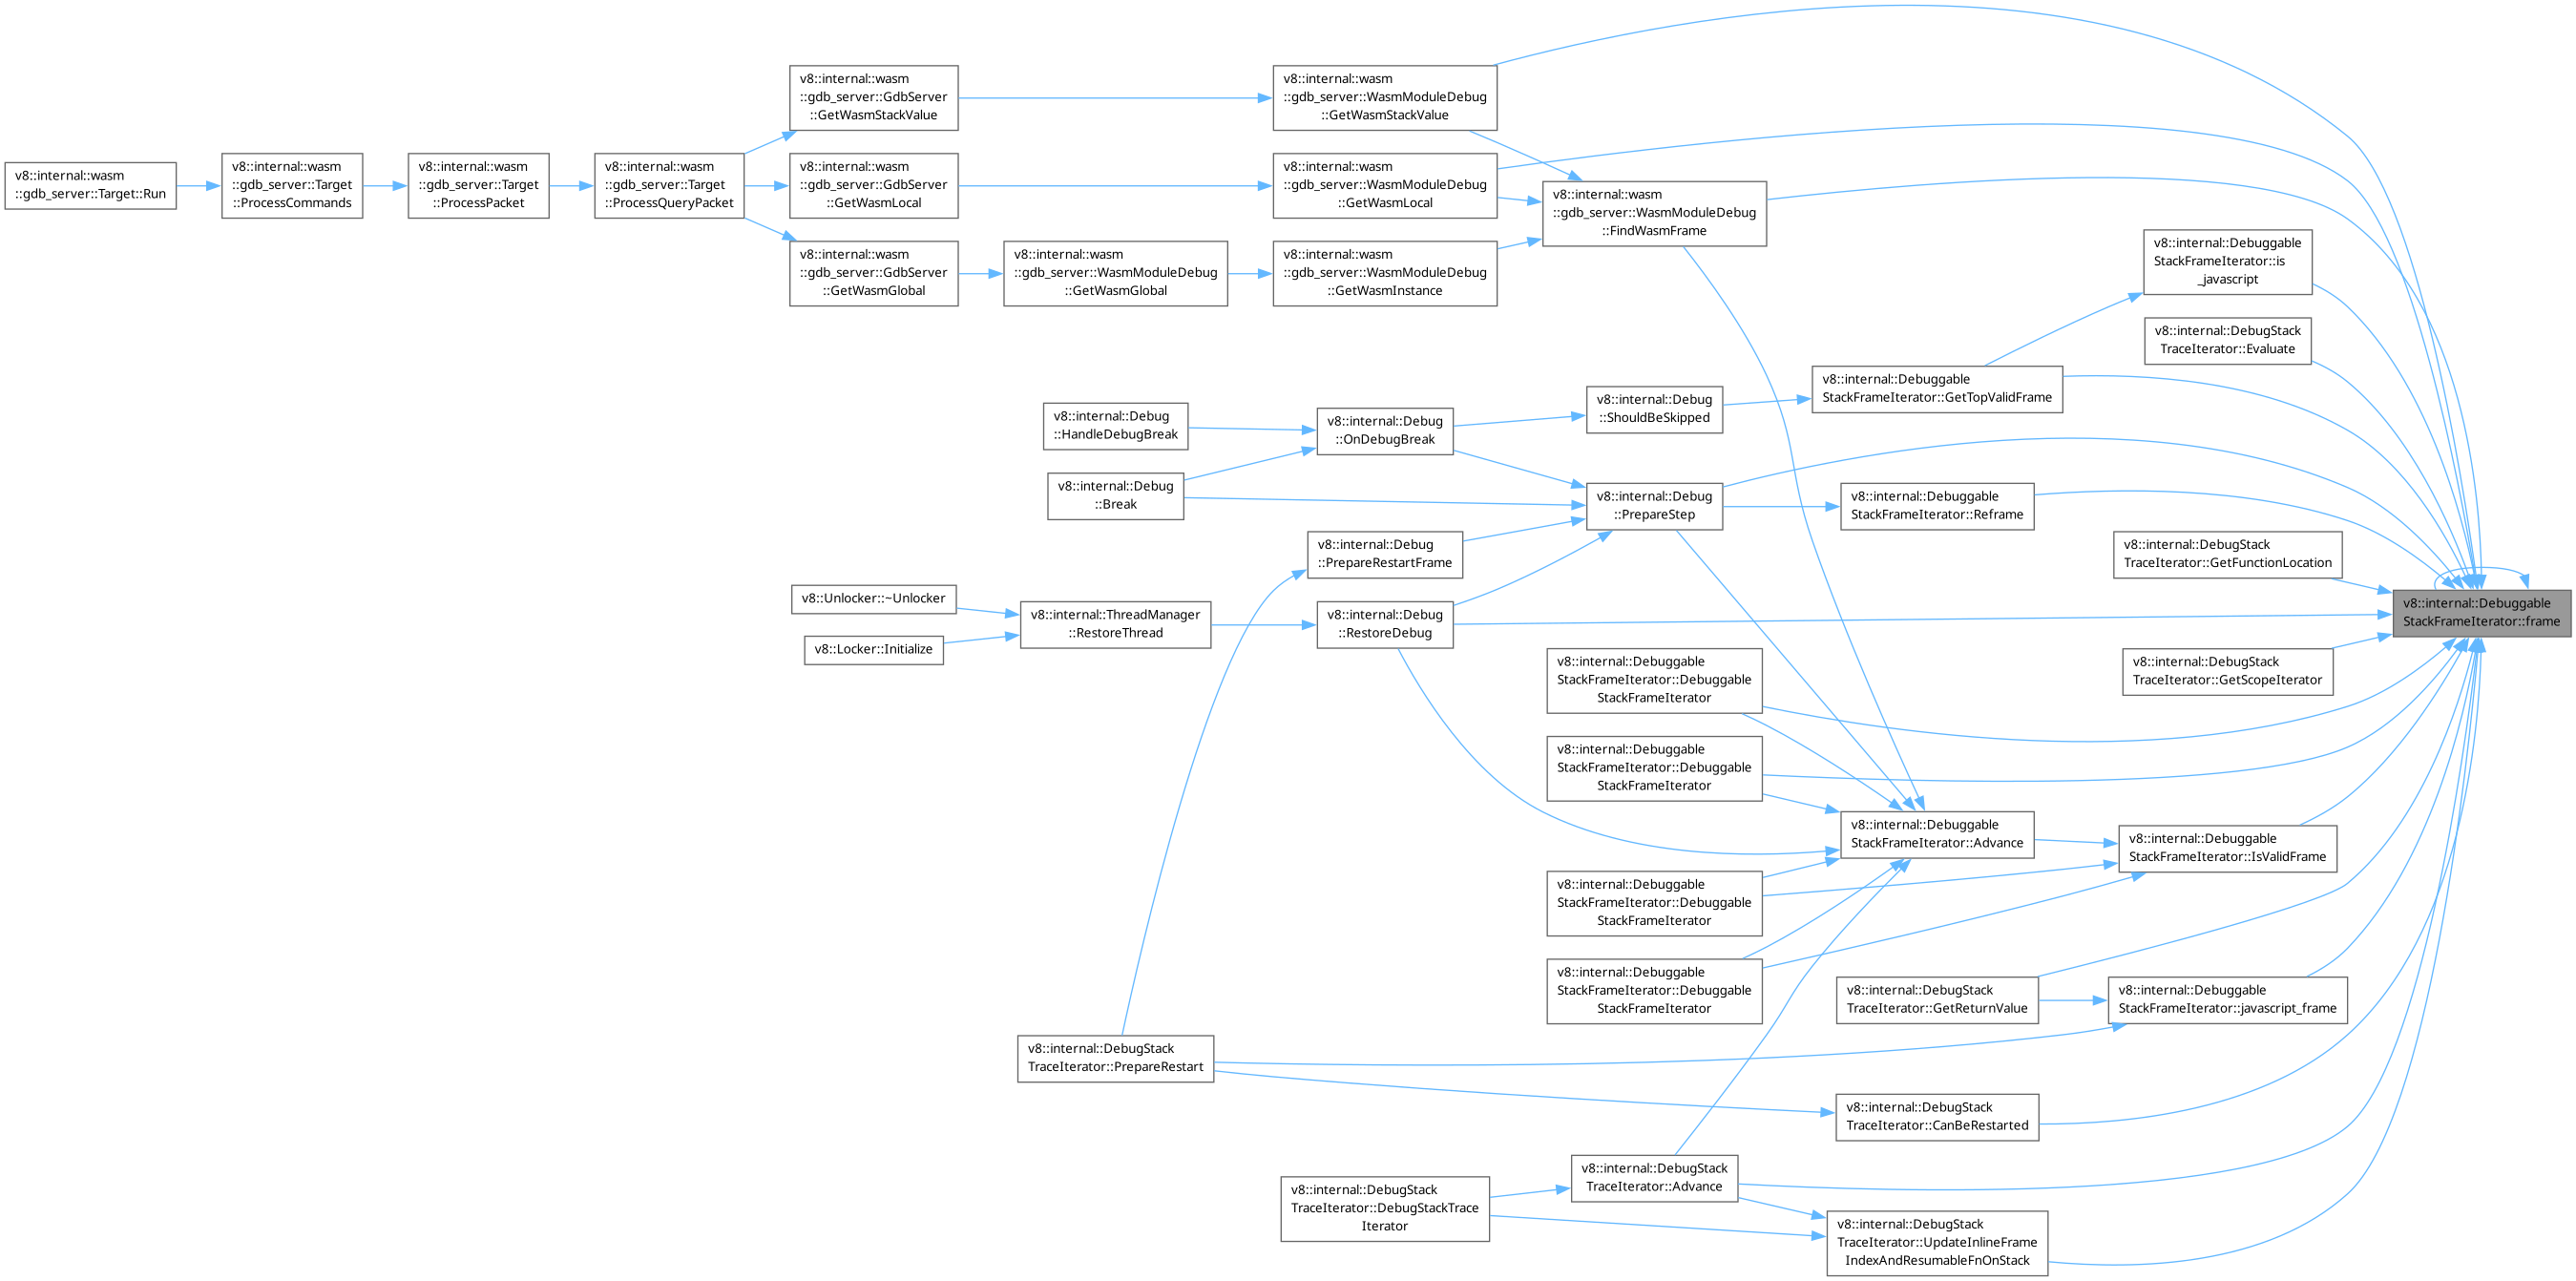 v8::internal::wasm
::gdb_server::GdbServer
::GetWasmStackValue
v8::internal::wasm
::gdb_server::WasmModuleDebug
::GetWasmStackValue
v8::internal::wasm
::gdb_server::Target::Run
v8::internal::wasm
::gdb_server::Target
::ProcessCommands
v8::internal::wasm
::gdb_server::Target
::ProcessPacket
v8::internal::wasm
::gdb_server::Target
::ProcessQueryPacket
v8::internal::wasm
::gdb_server::GdbServer
::GetWasmLocal
v8::internal::wasm
::gdb_server::WasmModuleDebug
::GetWasmLocal
v8::internal::wasm
::gdb_server::WasmModuleDebug
::FindWasmFrame
v8::internal::wasm
::gdb_server::GdbServer
::GetWasmGlobal
v8::internal::wasm
::gdb_server::WasmModuleDebug
::GetWasmGlobal
v8::internal::wasm
::gdb_server::WasmModuleDebug
::GetWasmInstance
v8::internal::Debuggable
StackFrameIterator::is
_javascript
v8::internal::DebugStack
TraceIterator::Evaluate
v8::internal::Debuggable
StackFrameIterator::GetTopValidFrame
v8::internal::Debug
::ShouldBeSkipped
v8::internal::Debug
::HandleDebugBreak
v8::internal::Debug
::OnDebugBreak
v8::internal::Debug
::Break
v8::internal::Debug
::PrepareStep
v8::internal::Debuggable
StackFrameIterator::Reframe
v8::internal::Debug
::PrepareRestartFrame
v8::internal::DebugStack
TraceIterator::GetFunctionLocation
v8::internal::Debuggable
StackFrameIterator::frame
v8::Unlocker::~Unlocker
v8::Locker::Initialize
v8::internal::ThreadManager
::RestoreThread
v8::internal::Debug
::RestoreDebug
v8::internal::DebugStack
TraceIterator::GetScopeIterator
v8::internal::Debuggable
StackFrameIterator::Debuggable
StackFrameIterator
v8::internal::Debuggable
StackFrameIterator::Debuggable
StackFrameIterator
v8::internal::Debuggable
StackFrameIterator::Advance
v8::internal::Debuggable
StackFrameIterator::IsValidFrame
v8::internal::Debuggable
StackFrameIterator::Debuggable
StackFrameIterator
v8::internal::Debuggable
StackFrameIterator::Debuggable
StackFrameIterator
v8::internal::DebugStack
TraceIterator::GetReturnValue
v8::internal::Debuggable
StackFrameIterator::javascript_frame
v8::internal::DebugStack
TraceIterator::PrepareRestart
v8::internal::DebugStack
TraceIterator::CanBeRestarted
v8::internal::DebugStack
TraceIterator::Advance
v8::internal::DebugStack
TraceIterator::DebugStackTrace
Iterator
v8::internal::DebugStack
TraceIterator::UpdateInlineFrame
IndexAndResumableFnOnStack